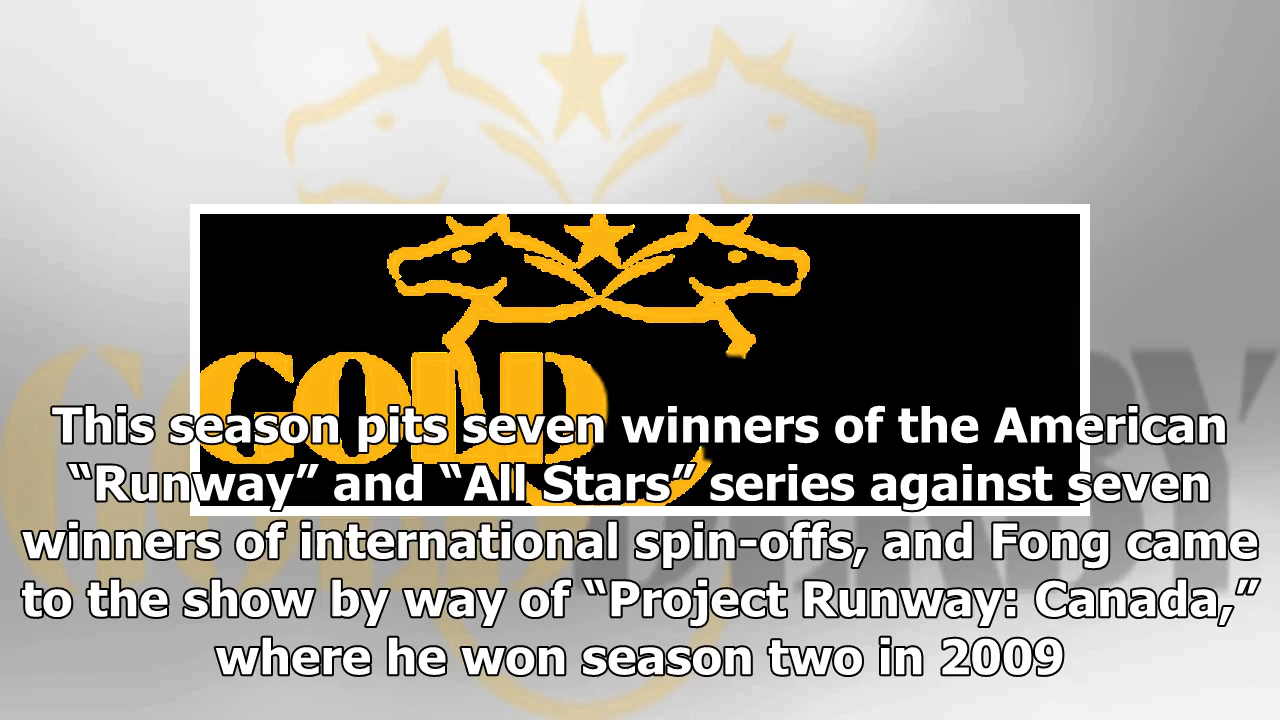 GOLD
This season pits seven winners of the American
“Runway” and “All Stars” series against seven
winners of international spin-offs, and Fong came
to the show by way of “Project Runway: Canada,”
where he won season two in 2009